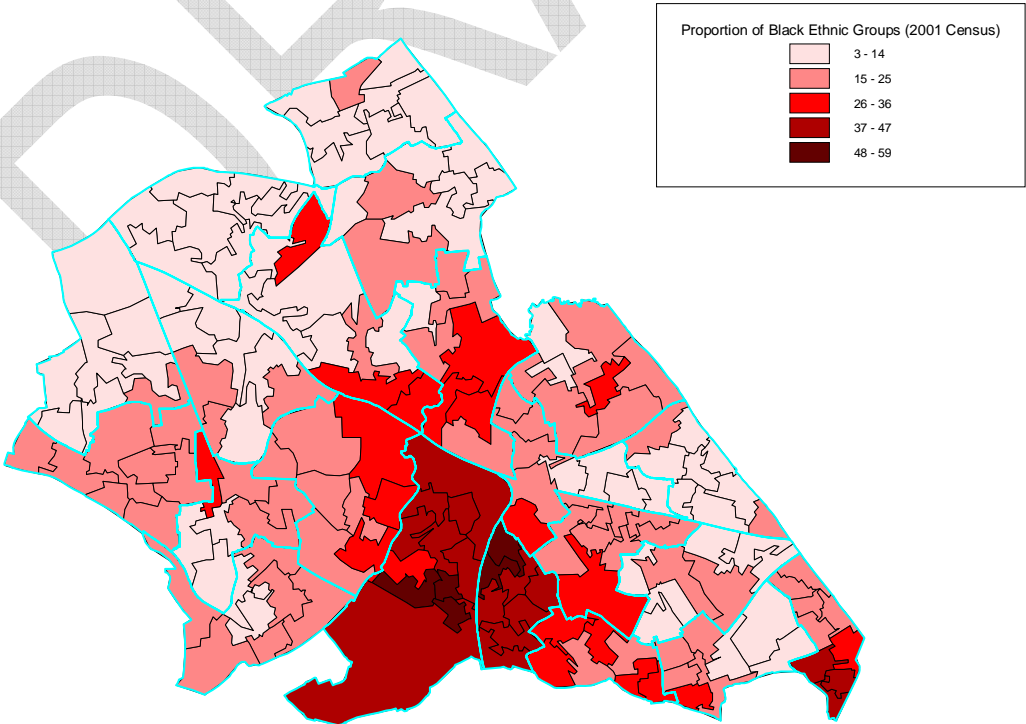 Proportion of Black Ethnic Groups (2001 Census)
3 - 14
15 - 25
26 - 36
37 - 47
48 - 59